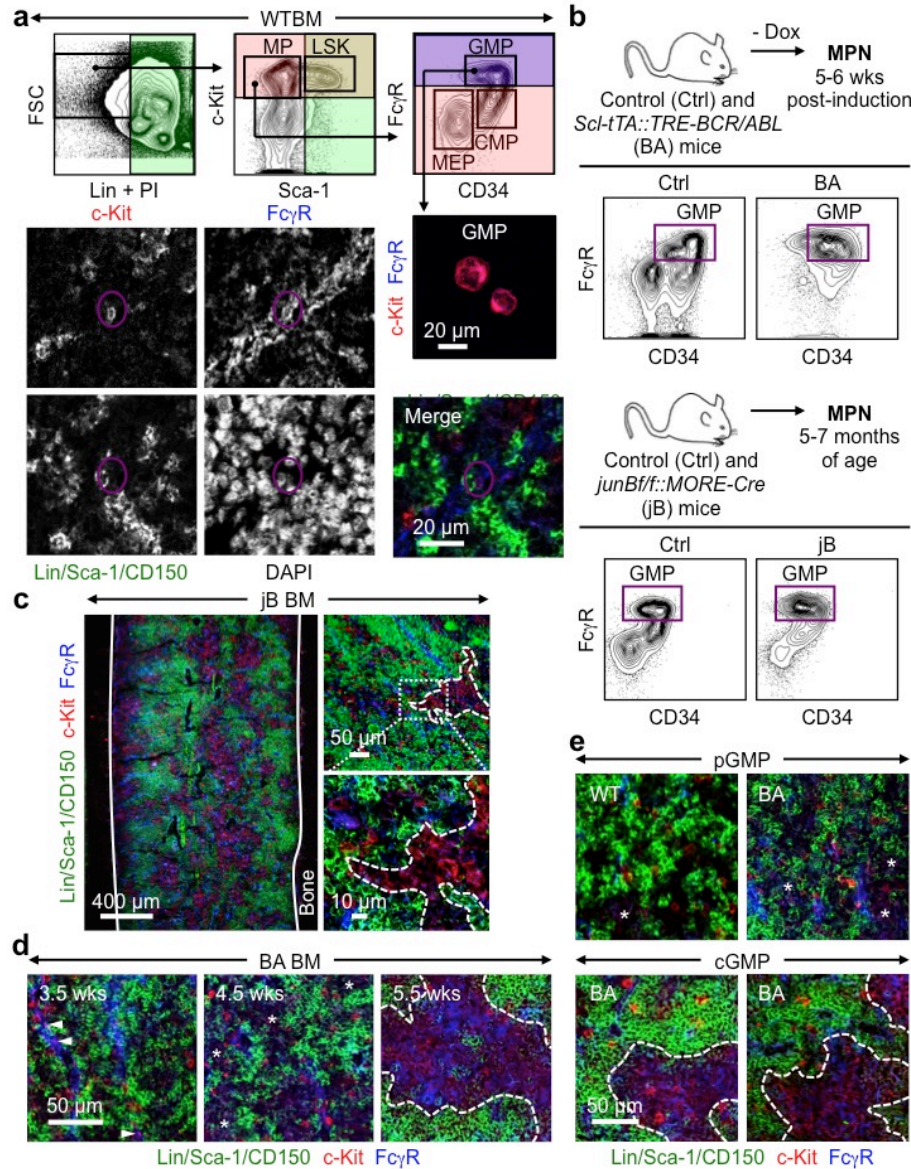 a
WTBM
b
MP
LSK
GMP
FSC
c-Kit
FcγR
MEP
CMP
Lin + PI
Sca-1
CD34
- Dox
MPN
5-6 wks
post-induction
Control (Ctrl) and
Scl-tTA::TRE-BCR/ABL
(BA) mice
Ctrl
BA
GMP
GMP
FcγR
CD34
CD34
c-Kit
FcγR
GMP
c-Kit FcγR
20 µm
Lin/Sca-1/CD150
Merge
20 µm
Lin/Sca-1/CD150
DAPI
MPN
5-7 months
of age
Control (Ctrl) and
junBf/f::MORE-Cre
(jB) mice
Ctrl
jB
GMP
GMP
FcγR
CD34
CD34
c
jB BM
Lin/Sca-1/CD150 c-Kit FcγR
400 µm
Bone
50 µm
10 µm
d
BA BM
3.5 wks
*
4.5 wks
*
*
*
*
5.5 wks
50 µm
Lin/Sca-1/CD150 c-Kit FcγR
e
pGMP
WT
*
BA
*
*
*
cGMP
BA
BA
50 µm
Lin/Sca-1/CD150 c-Kit FcγR